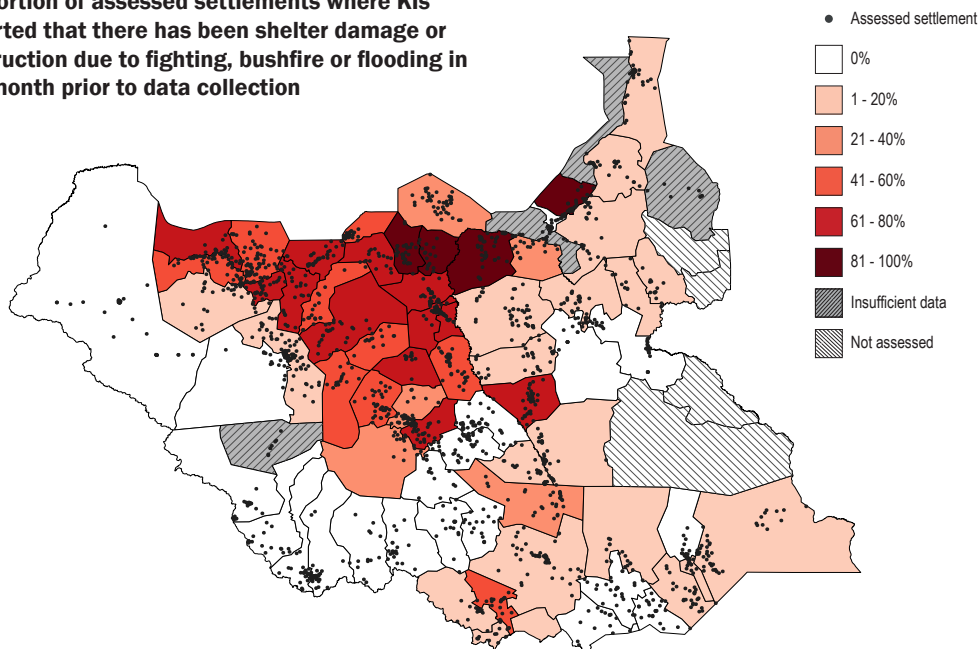 ortion of assessed settlements where KIs
rted that there has been shelter damage or
ruction due to fighting, bushfire or flooding in
month prior to data collection
Assessed settlement
0%
1 - 20%
21 - 40%
41 - 60%
61 - 80%
81 - 100%
Insufficient data
Not assessed